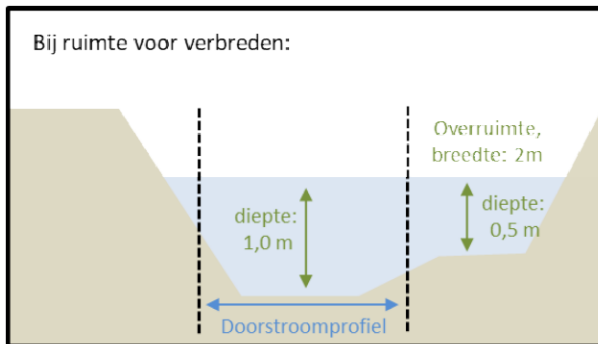 Bij ruimte voor verbreden:
Overruimte,
breedte: 2m
diepte:
1,0 m
diepte:
0,5 m
Doorstroomprofiel